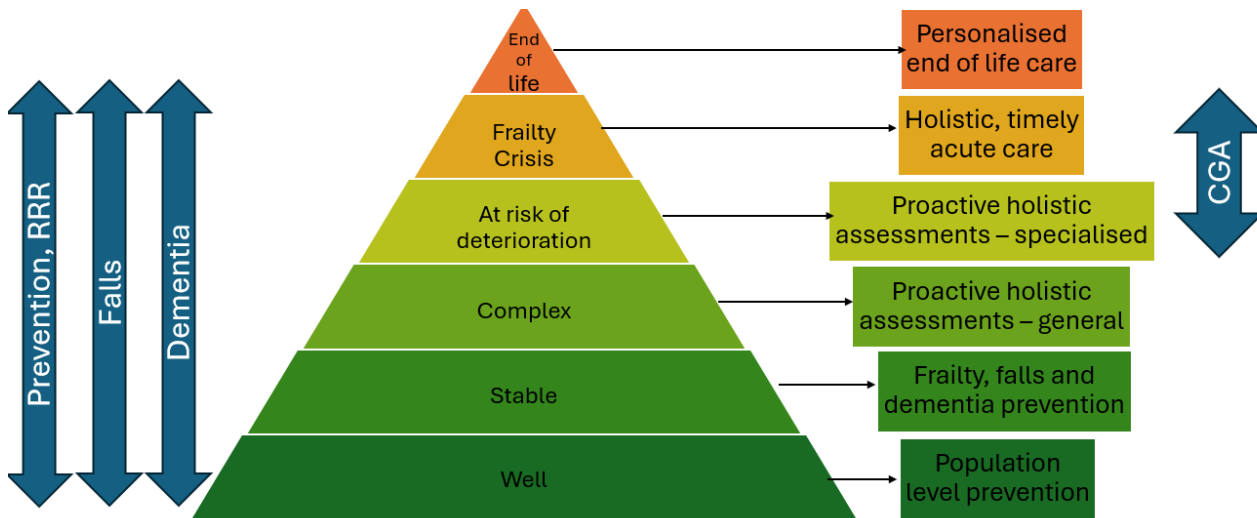 Prevention, RRR
Falls
Dementia
End
of
life
Frailty
Crisis
At risk of
deterioration
Complex
Stable
Well
Personalised
end of life care
Holistic, timely
acute care
Proactive holistic
assessments – specialised
Proactive holistic
assessments – general
Frailty, falls and
dementia prevention
Population
level prevention
CGA